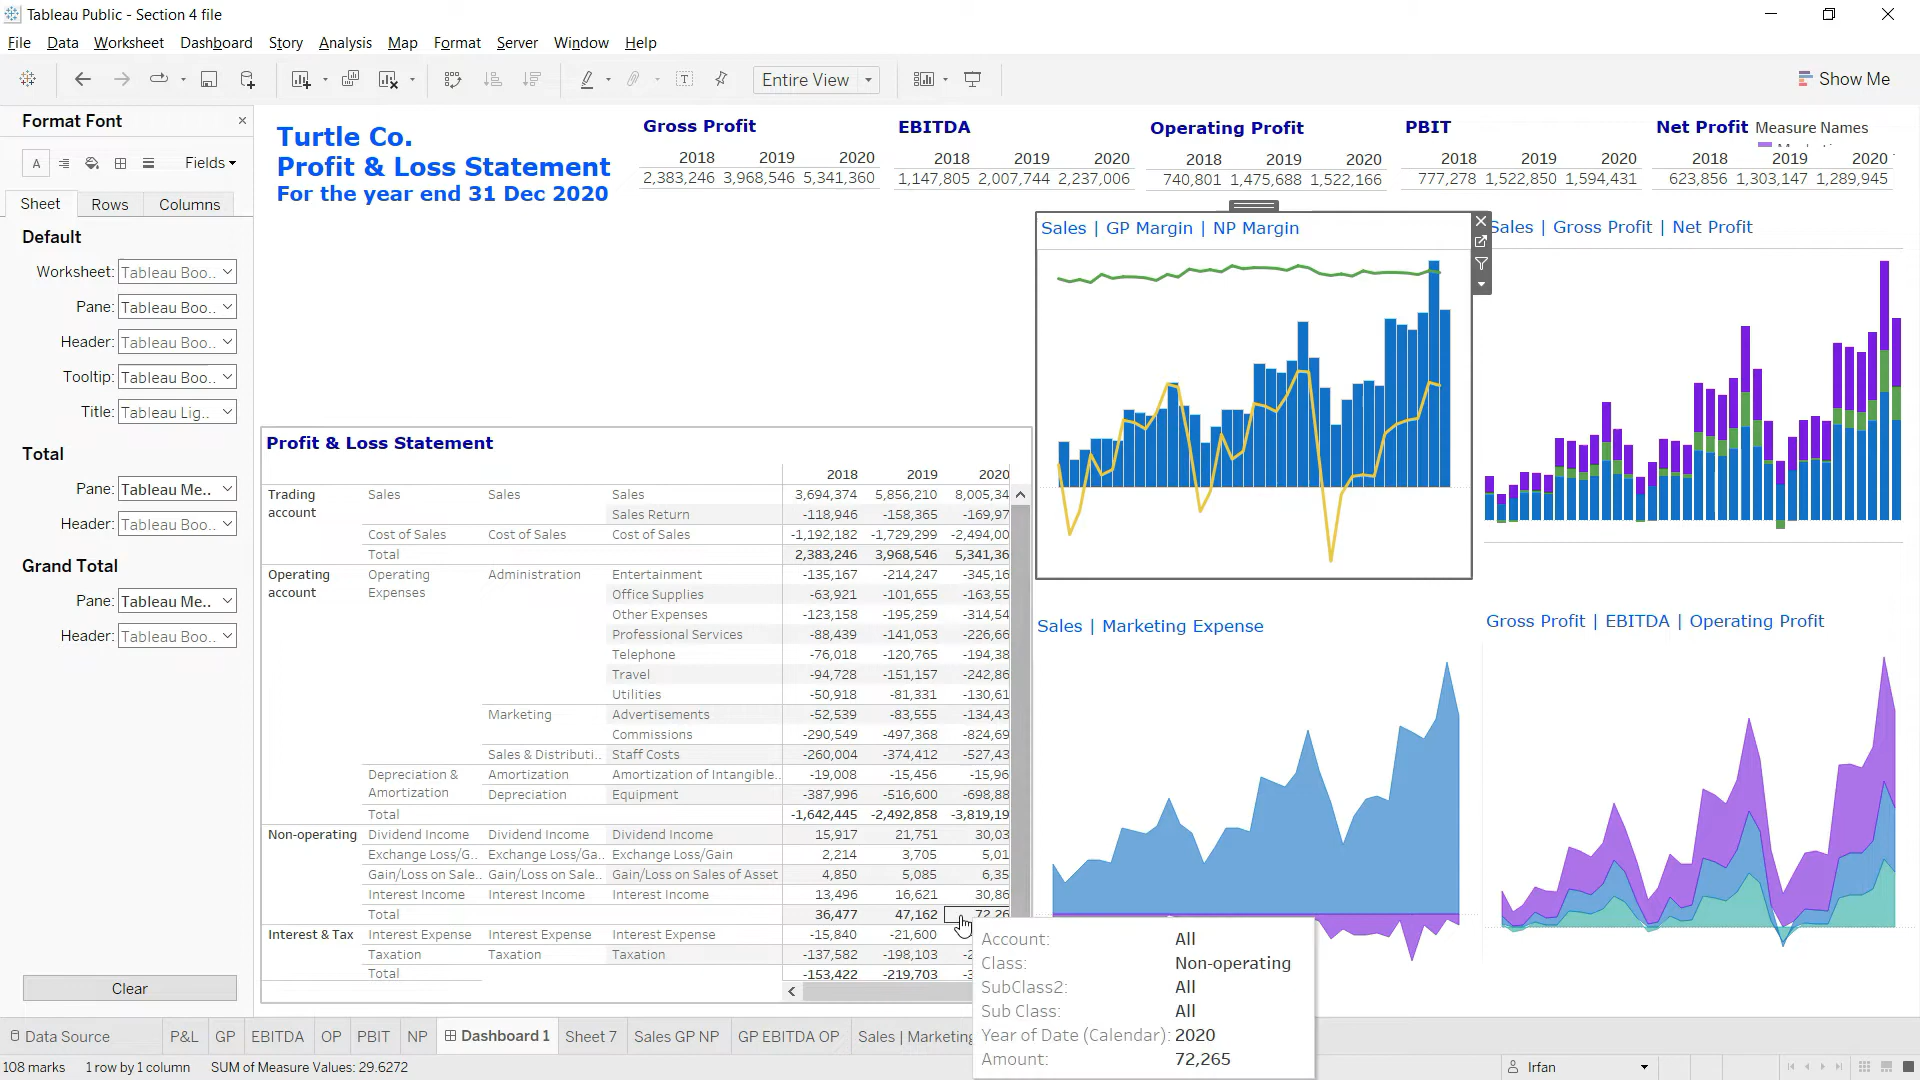 Tableau Public - Section 4 file
File Data Worksheet Dashboard Story Analysis Map Format Server Window Help
Entire View
Show Me
Format Font
Fields
Sheet Rows Columns
Default
Worksheet: Tableau Boo..
Pane: Tableau Boo..
Header: Tableau Boo..
Tooltip: Tableau Boo..
Title: Tableau Lig..
Total
Pane: Tableau Me..
Header: Tableau Boo..
Grand Total
Pane: Tableau Me..
Header: Tableau Boo..
Clear
Turtle Co.
Profit & Loss Statement
For the year end 31 Dec 2020
Gross Profit
2018 2019 2020
2,383,246 3,968,546 5,341,360
EBITDA
2018 2019 2020
1,147,805 2,007,744 2,237,006
Operating Profit
2018 2019 2020
740,801 1,475,688 1,522,166
PBIT
2018 2019 2020
777,278 1,522,850 1,594,431
Net Profit
2018 2019 2020
623,856 1,303,147 1,289,945
Measure Names
Profit & Loss Statement
2018 2019 2020
Trading account Sales Sales Sales 3,694,374 5,856,210 8,005,34
Sales Return -118,946 -158,365 -169,97
Cost of Sales Cost of Sales Cost of Sales -1,192,182 -1,729,299 -2,494,00
Total 2,383,246 3,968,546 5,341,36
Operating account Operating Expenses Administration Entertainment -135,167 -214,247 -345,16
Office Supplies -63,921 -101,655 -163,55
Other Expenses -123,158 -195,259 -314,54
Professional Services -88,439 -141,053 -226,66
Telephone -76,018 -120,765 -194,38
Travel -94,728 -151,157 -242,86
Utilities -50,918 -81,331 -130,61
Marketing Advertisements -52,539 -83,555 -134,43
Commissions -290,549 -497,368 -824,69
Sales & Distributi.. Staff Costs -260,004 -374,412 -527,43
Depreciation & Amortization Amortization Amortization of Intangible.. -19,008 -15,456 -15,96
Depreciation Equipment -387,996 -516,600 -698,88
Total -1,642,445 -2,492,858 -3,819,19
Non-operating Dividend Income Dividend Income Dividend Income 15,917 21,751 30,03
Exchange Loss/G.. Exchange Loss/Ga.. Exchange Loss/Gain 2,214 3,705 5,01
Gain/Loss on Sale.. Gain/Loss on Sale.. Gain/Loss on Sales of Asset 4,850 5,085 6,35
Interest Income Interest Income Interest Income 13,496 16,621 30,86
Total 36,477 47,162 72,26
Interest & Tax Interest Expense Interest Expense Interest Expense -15,840 -21,600
Taxation Taxation Taxation -137,582 -198,103 -2
Total -153,422 -219,703 -3
Sales | GP Margin | NP Margin
Sales | Gross Profit | Net Profit
Sales | Marketing Expense
Gross Profit | EBITDA | Operating Profit
Account: All
Class: Non-operating
SubClass2: All
Sub Class: All
Year of Date (Calendar): 2020
Amount: 72,265
Data Source P&L GP EBITDA OP PBIT NP Dashboard 1 Sheet 7 Sales GP NP GP EBITDA OP Sales | Marketing
108 marks 1 row by 1 column SUM of Measure Values: 29.6272
Irfan